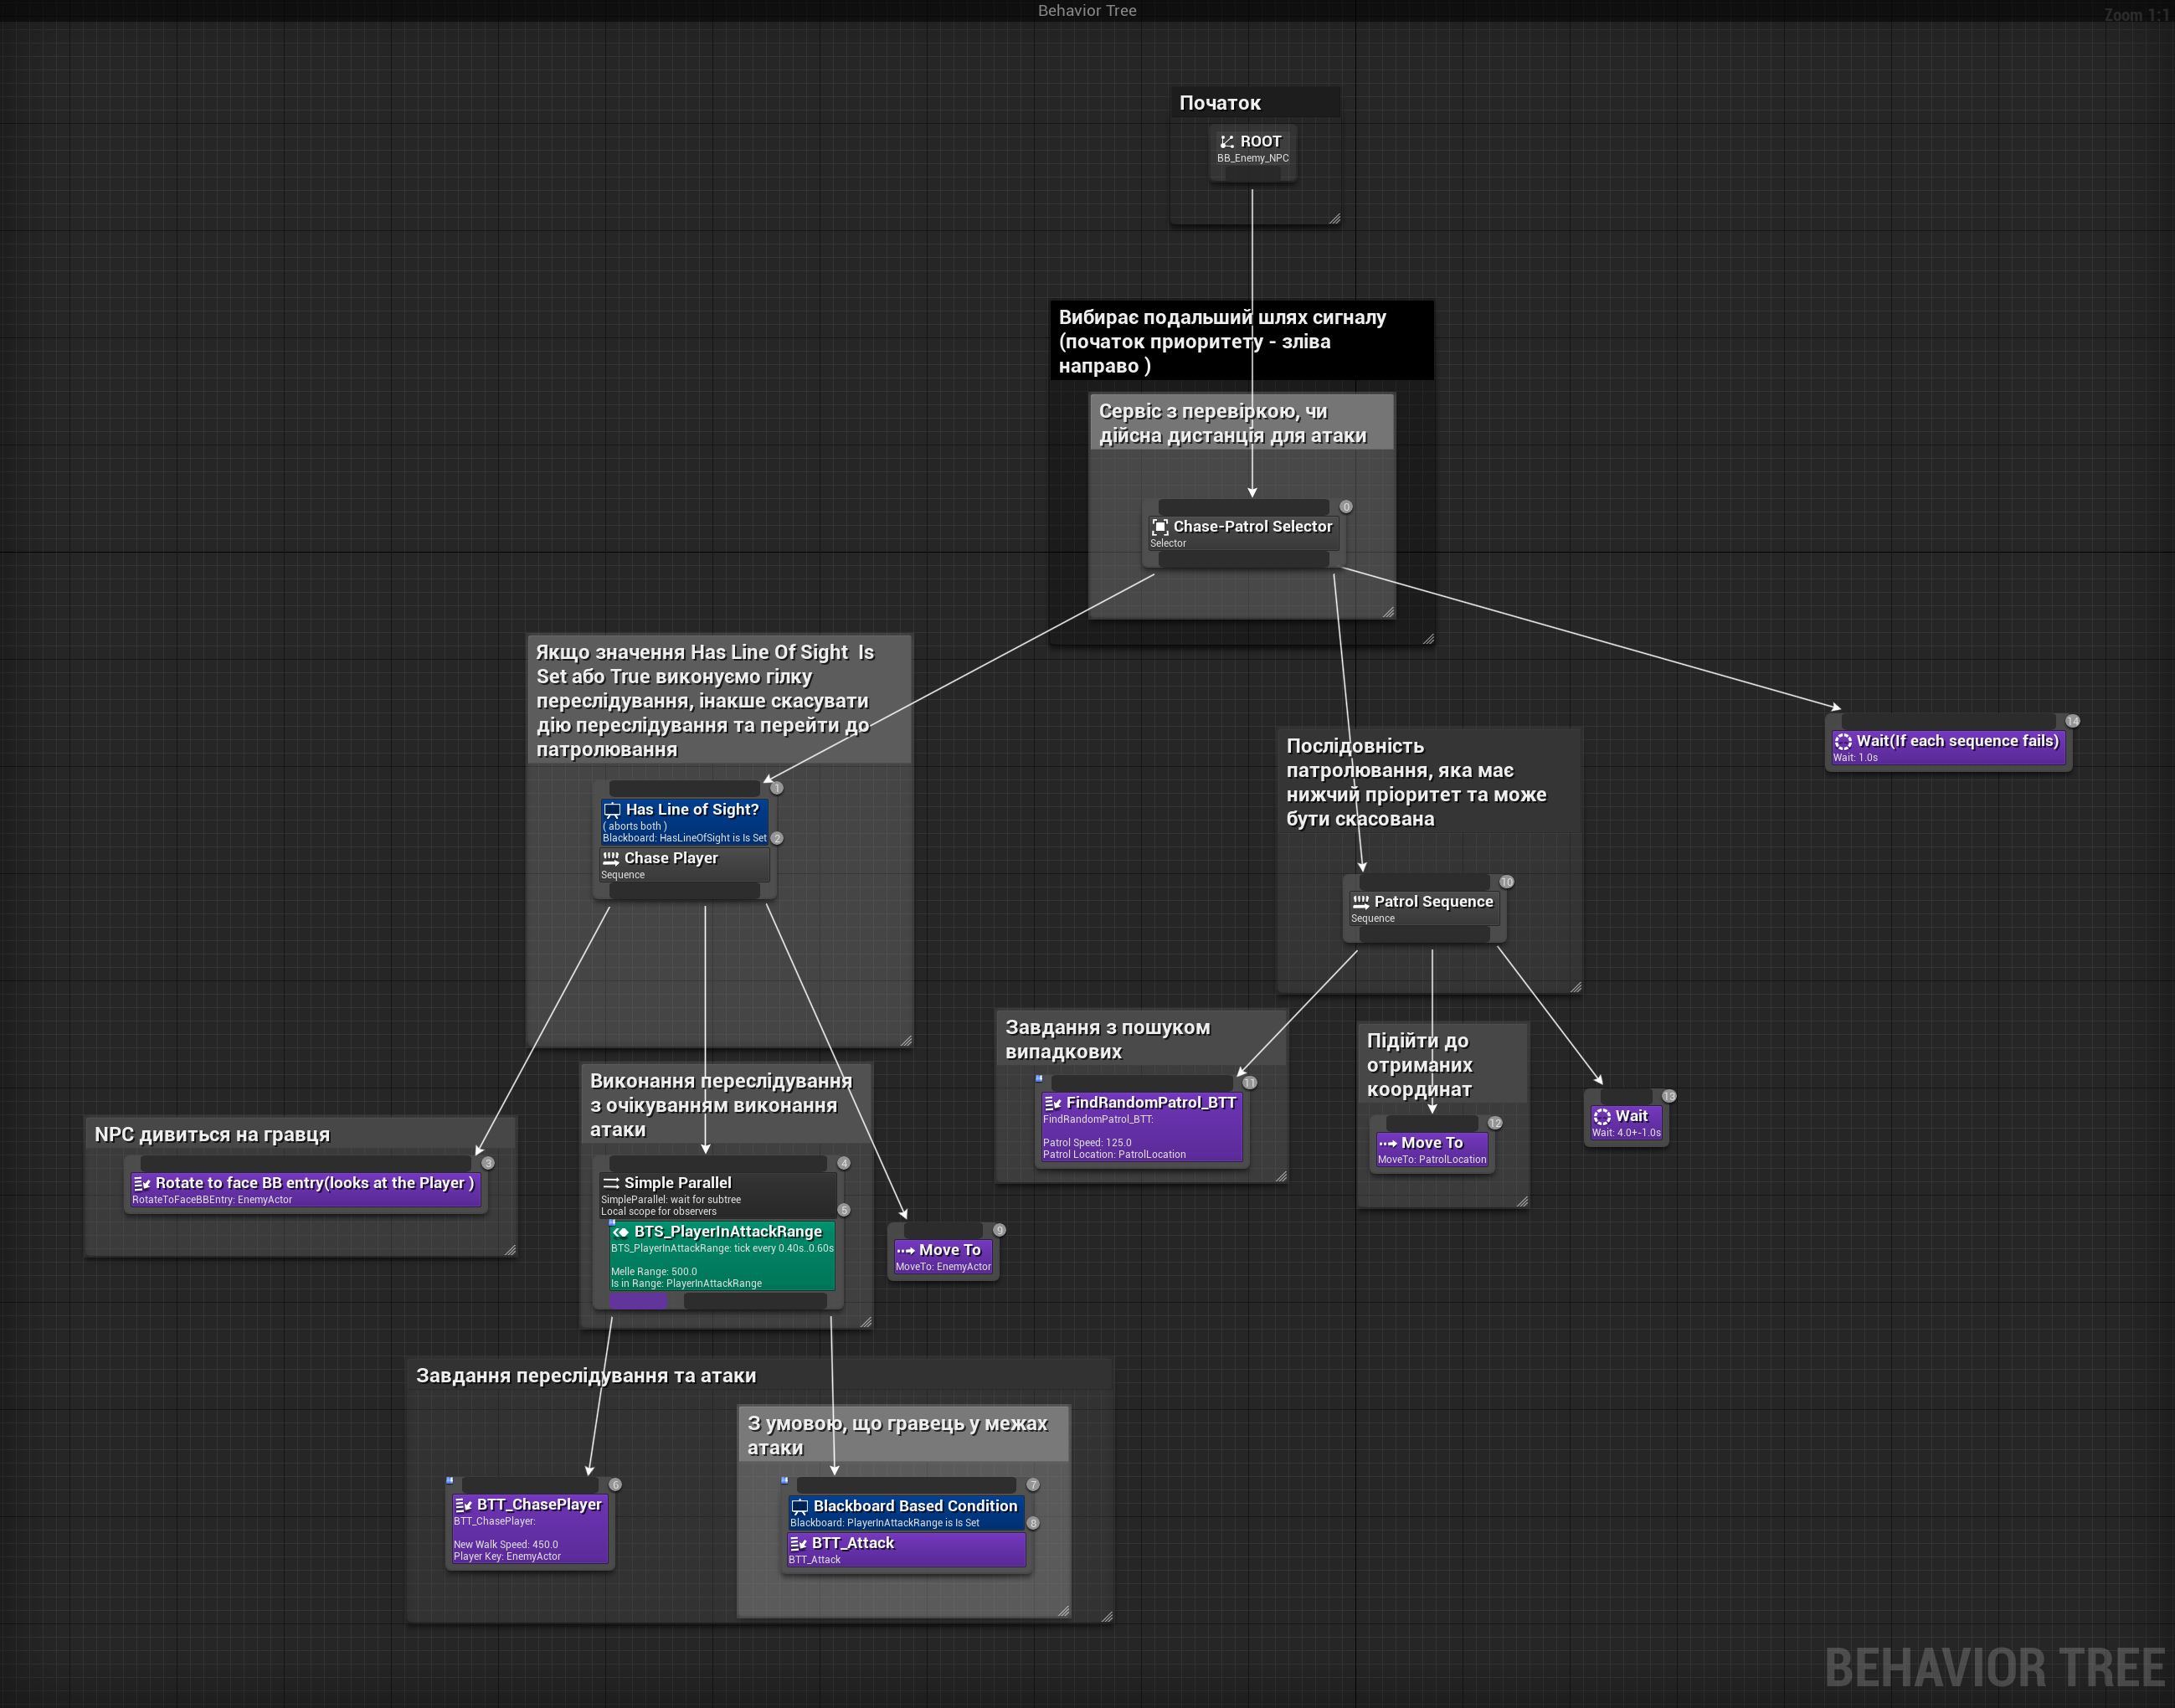 Behavior Tree
Zoom 1:1
Початок
ROOT
BB_Enemy_NPC
Вибирає подальший шлях сигналу
(початок приоритету - зліва
направо )
Сервіс з перевіркою, чи
дійсна дистанція для атаки
0
Chase-Patrol Selector
Selector
Якщо значення Has Line Of Sight  Is
Set або True виконуємо гілку
переслідування, інакше скасувати
дію переслідування та перейти до
патролювання
1
Has Line of Sight?
( aborts both )
Blackboard: HasLineOfSight is Is Set
2
Chase Player
Sequence
14
Wait(If each sequence fails)
Wait: 1.0s
Послідовність
патролювання, яка має
нижчий пріоритет та може
бути скасована
10
Patrol Sequence
Sequence
Завдання з пошуком
випадкових
11
FindRandomPatrol_BTT
FindRandomPatrol_BTT:
Patrol Speed: 125.0
Patrol Location: PatrolLocation
Підійти до
отриманих
координат
12
Move To
MoveTo: PatrolLocation
13
Wait
Wait: 4.0+-1.0s
NPC дивиться на гравця
3
Rotate to face BB entry(looks at the Player )
RotateToFaceBBEntry: EnemyActor
Виконання переслідування
з очікуванням виконання
атаки
4
Simple Parallel
SimpleParallel: wait for subtree
Local scope for observers
5
BTS_PlayerInAttackRange
BTS_PlayerInAttackRange: tick every 0.40s..0.60s
Melle Range: 500.0
Is in Range: PlayerInAttackRange
9
Move To
MoveTo: EnemyActor
Завдання переслідування та атаки
6
BTT_ChasePlayer
BTT_ChasePlayer:
New Walk Speed: 450.0
Player Key: EnemyActor
З умовою, що гравець у межах
атаки
7
Blackboard Based Condition
Blackboard: PlayerInAttackRange is Is Set
8
BTT_Attack
BTT_Attack
BEHAVIOR TREE